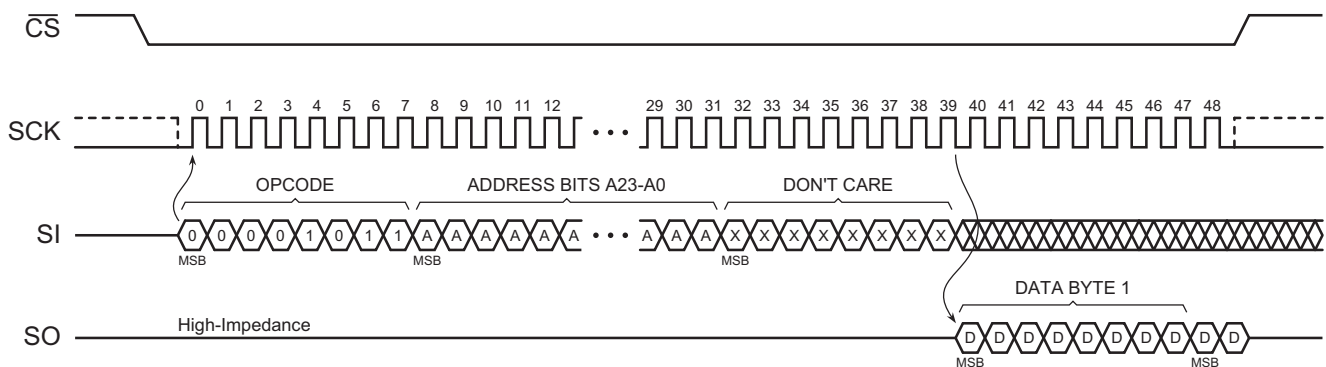 CS
SCK
0 1 2 3 4 5 6 7 8 9 10 11 12 29 30 31 32 33 34 35 36 37 38 39 40 41 42 43 44 45 46 47 48
OPCODE ADDRESS BITS A23-A0 DON'T CARE
SI
0 0 0 0 1 0 1 1 A A A A A A A A A X X X X X X X X
MSB MSB MSB
DATA BYTE 1
High-Impedance
SO
D D D D D D D D D D
MSB MSB